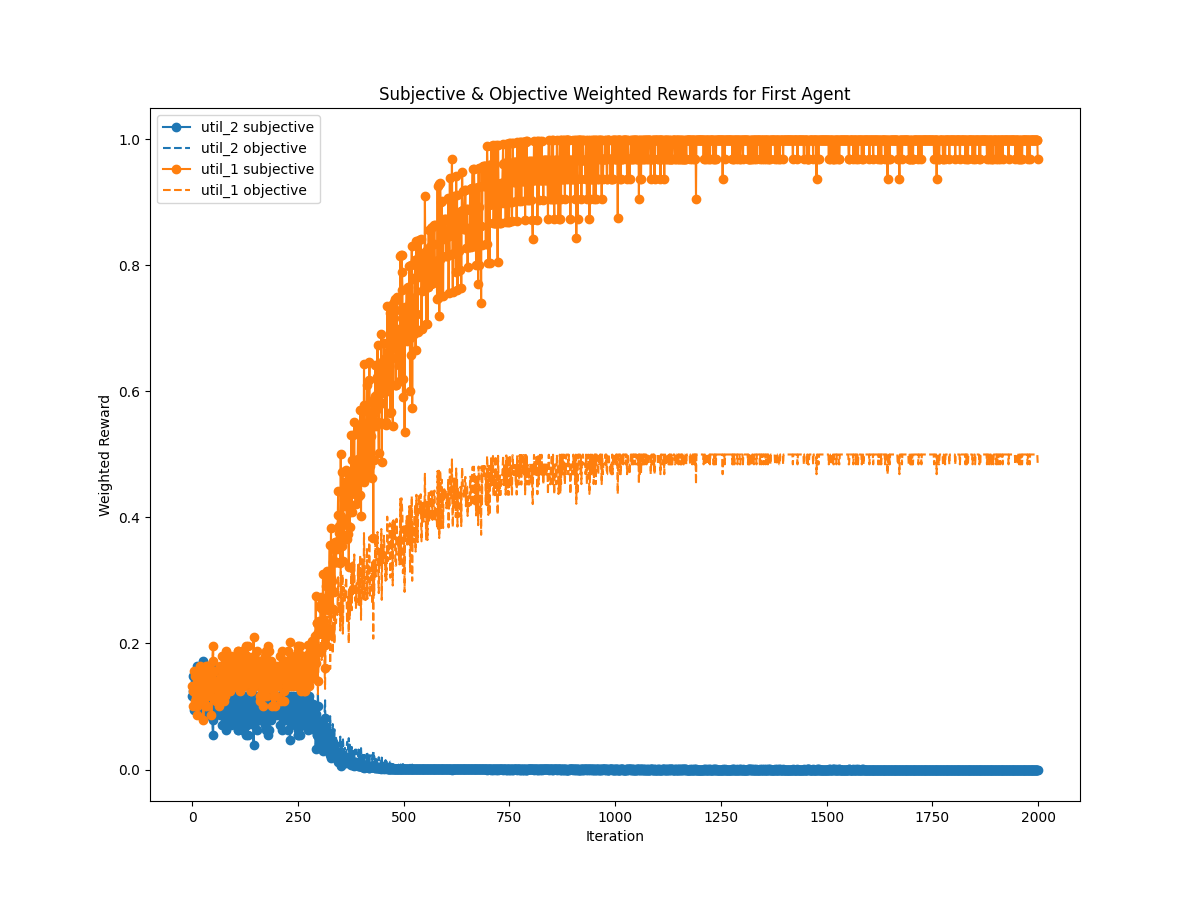 Subjective & Objective Weighted Rewards for First Agent
util_2 subjective
util_2 objective
util_1 subjective
util_1 objective
1.0
0.8
0.6
0.4
0.2
0.0
Weighted Reward
0 250 500 750 1000 1250 1500 1750 2000
Iteration